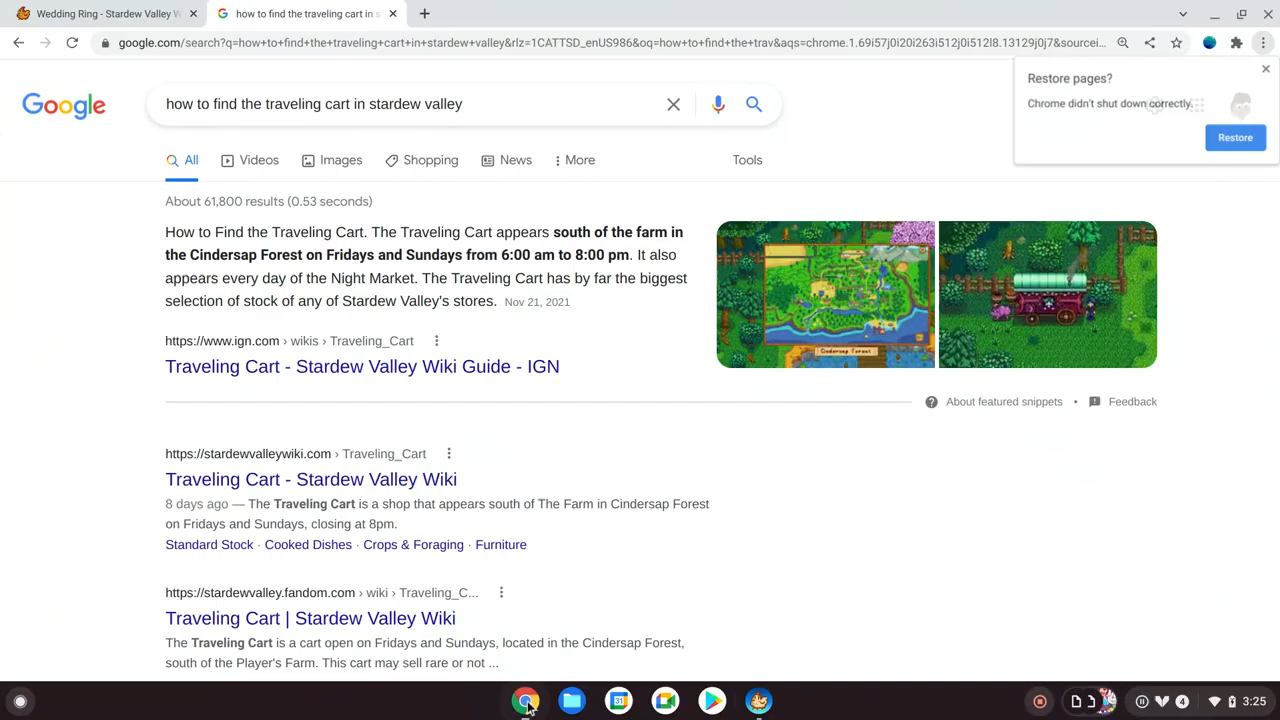 Wedding Ring - Stardew Valley W
how to find the traveling cart in s
google.com/search?q=how+to+find+the+traveling+cart+in+stardew+valley&rlz=1CATTSD_enUS986&oq=how+to+find+the+trav&aqs=chrome.1.69i57j0i20i263i512j0i512l8.13129j0j7&sourcei...
Restore pages?
Chrome didn't shut down correctly.
Restore
Google
how to find the traveling cart in stardew valley
All
Videos
Images
Shopping
News
More
Tools
About 61,800 results (0.53 seconds)
How to Find the Traveling Cart. The Traveling Cart appears south of the farm in
the Cindersap Forest on Fridays and Sundays from 6:00 am to 8:00 pm. It also
appears every day of the Night Market. The Traveling Cart has by far the biggest
selection of stock of any of Stardew Valley's stores. Nov 21, 2021
Cindersap Forest
https://www.ign.com › wikis › Traveling_Cart
Traveling Cart - Stardew Valley Wiki Guide - IGN
About featured snippets • Feedback
https://stardewvalleywiki.com › Traveling_Cart
Traveling Cart - Stardew Valley Wiki
8 days ago — The Traveling Cart is a shop that appears south of The Farm in Cindersap Forest
on Fridays and Sundays, closing at 8pm.
Standard Stock · Cooked Dishes · Crops & Foraging · Furniture
https://stardewvalley.fandom.com › wiki › Traveling_C...
Traveling Cart | Stardew Valley Wiki
The Traveling Cart is a cart open on Fridays and Sundays, located in the Cindersap Forest,
south of the Player's Farm. This cart may sell rare or not ...
31
4
3:25